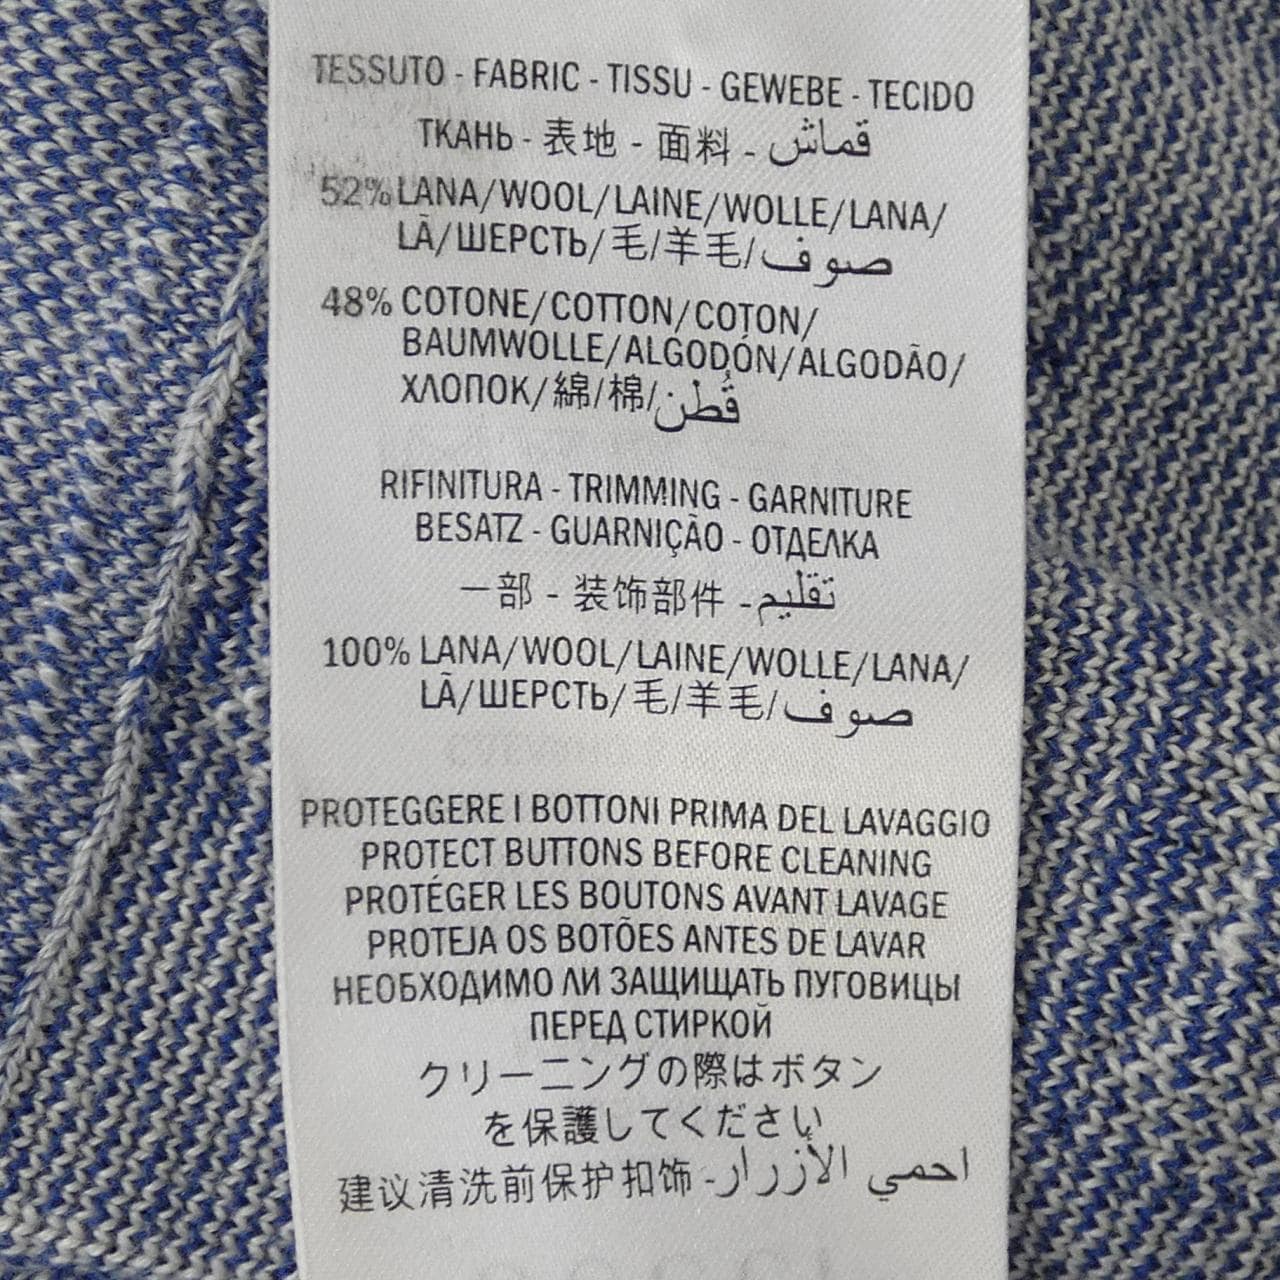 TESSUTO - FABRIC - TISSU - GEWEBE - TECIDO
ТКАНЬ - 表地 - 面料 - قماش
52% LANA/WOOL/LAINE/WOLLE/LANA/
LÃ/ШЕРСТЬ/毛/羊毛/صوف
48% COTONE/COTTON/COTON/
BAUMWOLLE/ALGODÓN/ALGODÃO/
ХЛОПОК/綿/棉/قُطن
RIFINITURA - TRIMMING - GARNITURE
BESATZ - GUARNIÇÃO - ОТДЕЛКА
一部 - 装饰部件 - تقليم
100% LANA/WOOL/LAINE/WOLLE/LANA/
LÃ/ШЕРСТЬ/毛/羊毛/صوف
PROTEGGERE I BOTTONI PRIMA DEL LAVAGGIO
PROTECT BUTTONS BEFORE CLEANING
PROTÉGER LES BOUTONS AVANT LAVAGE
PROTEJA OS BOTÕES ANTES DE LAVAR
НЕОБХОДИМО ЛИ ЗАЩИЩАТЬ ПУГОВИЦЫ
ПЕРЕД СТИРКОЙ
クリーニングの際はボタン
を保護してください
建议清洗前保护扣饰 - احمي الأزرار